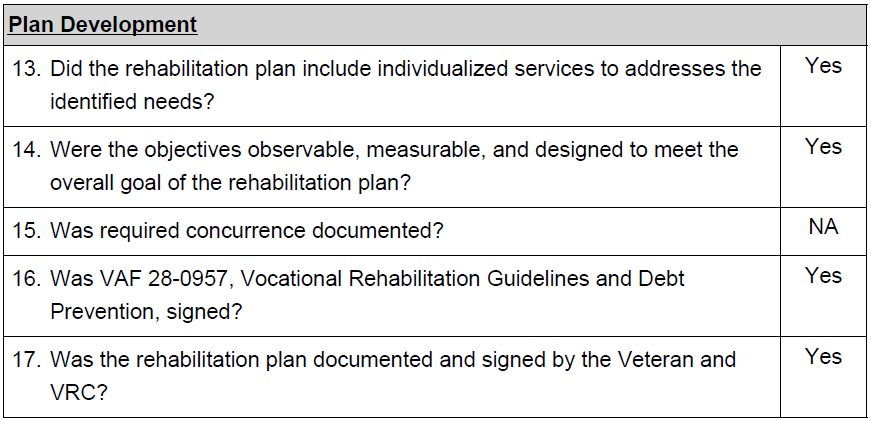 Plan Development
13. Did the rehabilitation plan include individualized services to addresses the Yes
identified needs?
14. Were the objectives observable, measurable, and designed to meet the Yes
overall goal of the rehabilitation plan?
15. Was required concurrence documented? NA
16. Was VAF 28-0957, Vocational Rehabilitation Guidelines and Debt Yes
Prevention, signed?
17. Was the rehabilitation plan documented and signed by the Veteran and Yes
VRC?